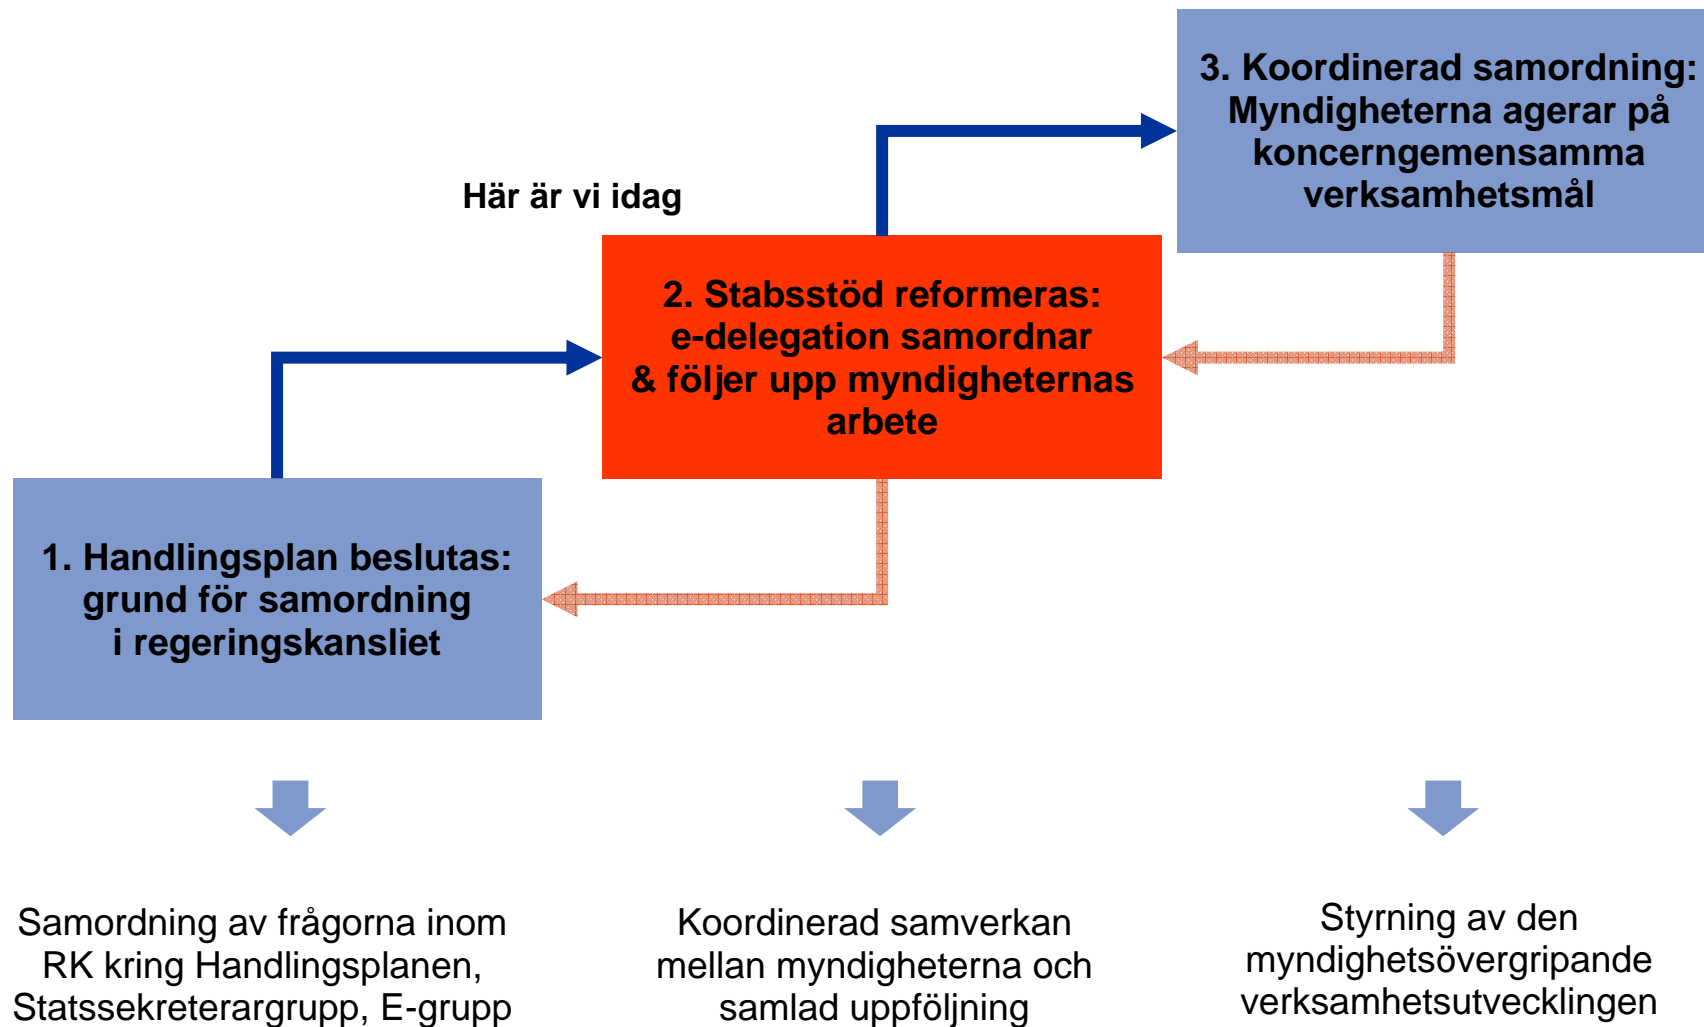 3. Koordinerad samordning:
Myndigheterna agerar på
koncerngemensamma
verksamhetsmål
Här är vi idag
2. Stabsstöd reformeras:
e-delegation samordnar
& följer upp myndigheternas
arbete
1. Handlingsplan beslutas:
grund för samordning
i regeringskansliet
Samordning av frågorna inom
RK kring Handlingsplanen,
Statssekreterargrupp, E-grupp
Koordinerad samverkan
mellan myndigheterna och
samlad uppföljning
Styrning av den
myndighetsövergripande
verksamhetsutvecklingen